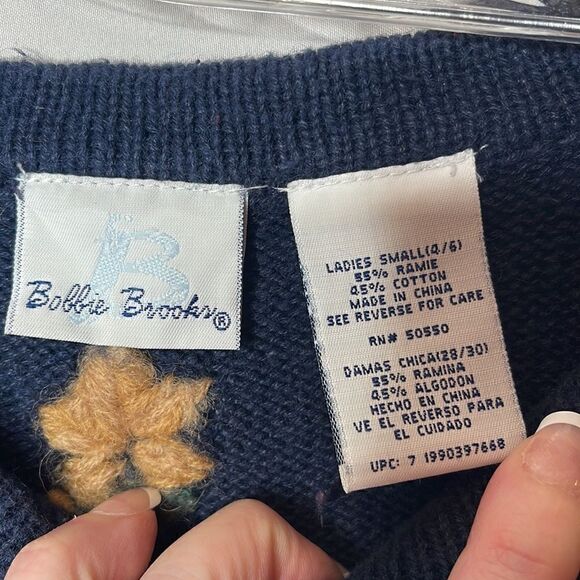 B
Bobbie Brooks®
LADIES SMALL(4/6)
55% RAMIE
45% COTTON
MADE IN CHINA
SEE REVERSE FOR CARE
RN# 50550
DAMAS CHICA(28/30)
55% RAMINA
45% ALGODON
HECHO EN CHINA
VE EL REVERSO PARA
EL CUIDADO
UPC: 7 1990397668